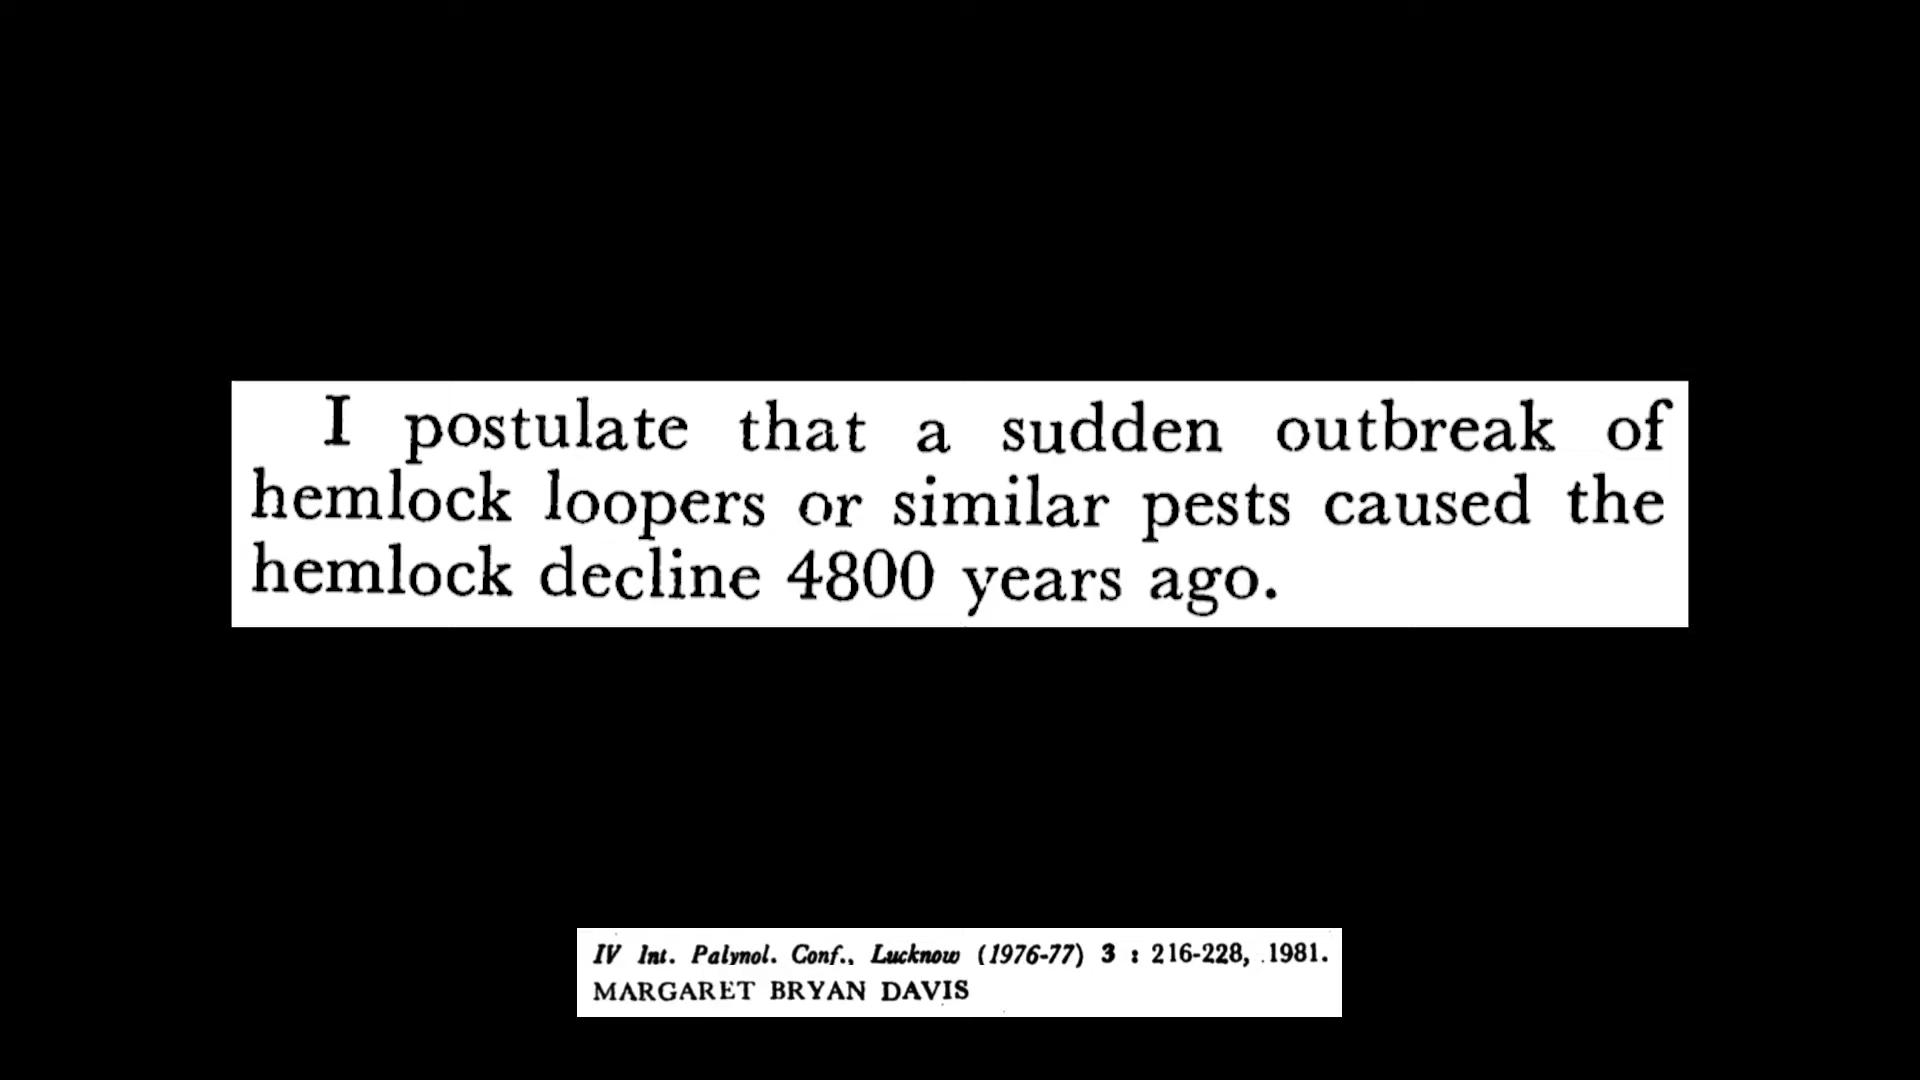 I postulate that a sudden outbreak of
hemlock loopers or similar pests caused the
hemlock decline 4800 years ago.
IV Int. Palynol. Conf., Lucknow (1976-77) 3 : 216-228, 1981.
MARGARET BRYAN DAVIS